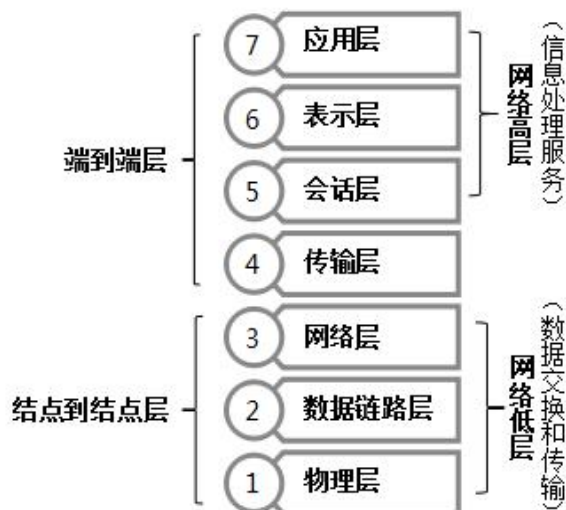 7 应用层
6 表示层
5 会话层
4 传输层
3 网络层
2 数据链路层
1 物理层
端到端层
结点到结点层
网络高层
（信息处理服务）
网络低层
（数据交换和传输）